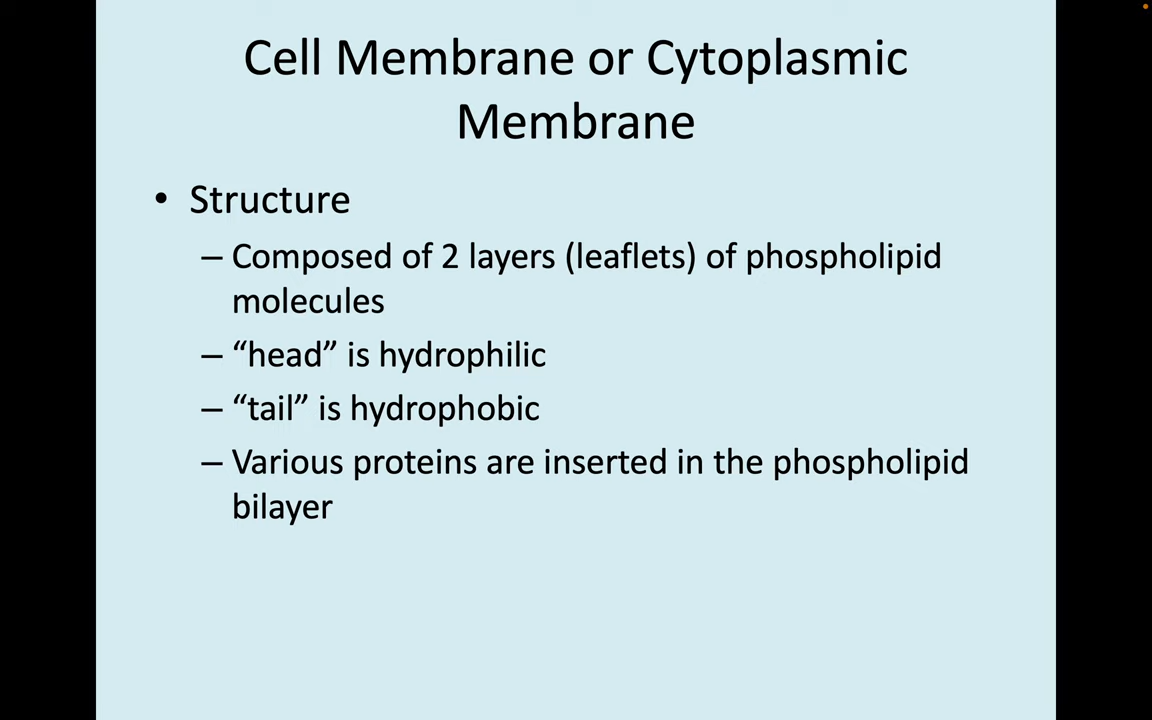 Cell Membrane or Cytoplasmic
Membrane
• Structure
– Composed of 2 layers (leaflets) of phospholipid
molecules
– “head” is hydrophilic
– “tail” is hydrophobic
– Various proteins are inserted in the phospholipid
bilayer